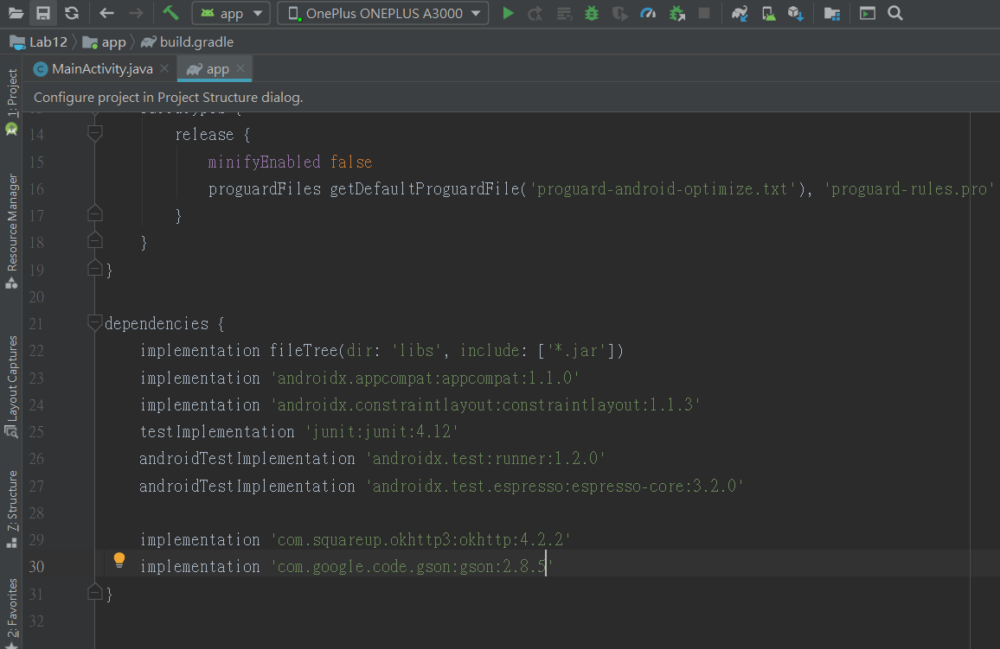 app
OnePlus ONEPLUS A3000
Lab12 app build.gradle
MainActivity.java app
Configure project in Project Structure dialog.
1: Project
Resource Manager
Layout Captures
7: Structure
2: Favorites
14 release {
15 minifyEnabled false
16 proguardFiles getDefaultProguardFile('proguard-android-optimize.txt'), 'proguard-rules.pro'
17 }
18 }
19 }
20
21 dependencies {
22 implementation fileTree(dir: 'libs', include: ['*.jar'])
23 implementation 'androidx.appcompat:appcompat:1.1.0'
24 implementation 'androidx.constraintlayout:constraintlayout:1.1.3'
25 testImplementation 'junit:junit:4.12'
26 androidTestImplementation 'androidx.test:runner:1.2.0'
27 androidTestImplementation 'androidx.test.espresso:espresso-core:3.2.0'
28
29 implementation 'com.squareup.okhttp3:okhttp:4.2.2'
30 implementation 'com.google.code.gson:gson:2.8.5'
31 }
32